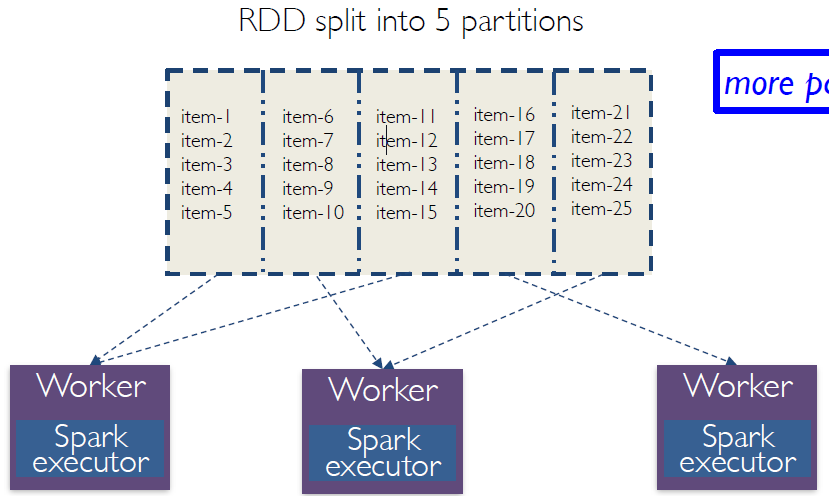 RDD split into 5 partitions
more
item-1
item-2
item-3
item-4
item-5
item-6
item-7
item-8
item-9
item-10
item-11
item-12
item-13
item-14
item-15
item-16
item-17
item-18
item-19
item-20
item-21
item-22
item-23
item-24
item-25
Worker
Spark
executor
Worker
Spark
executor
Worker
Spark
executor